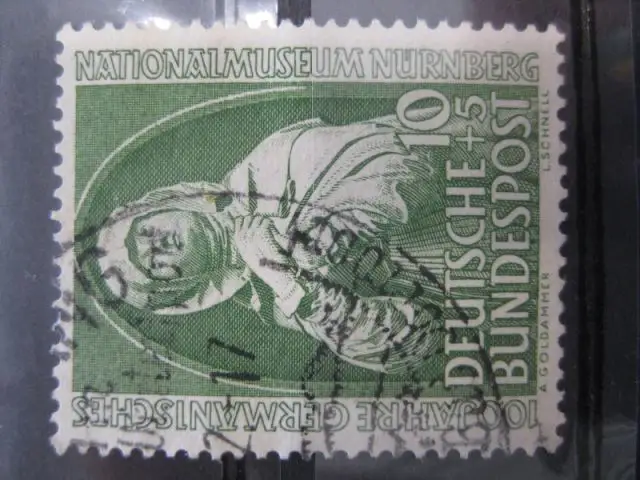 NATIONALMUSEUM NÜRNBERG
100 JAHRE GERMANISCHES
10
+5
DEUTSCHE
BUNDESPOST
A GOLDAMMER
L. SCHNELL